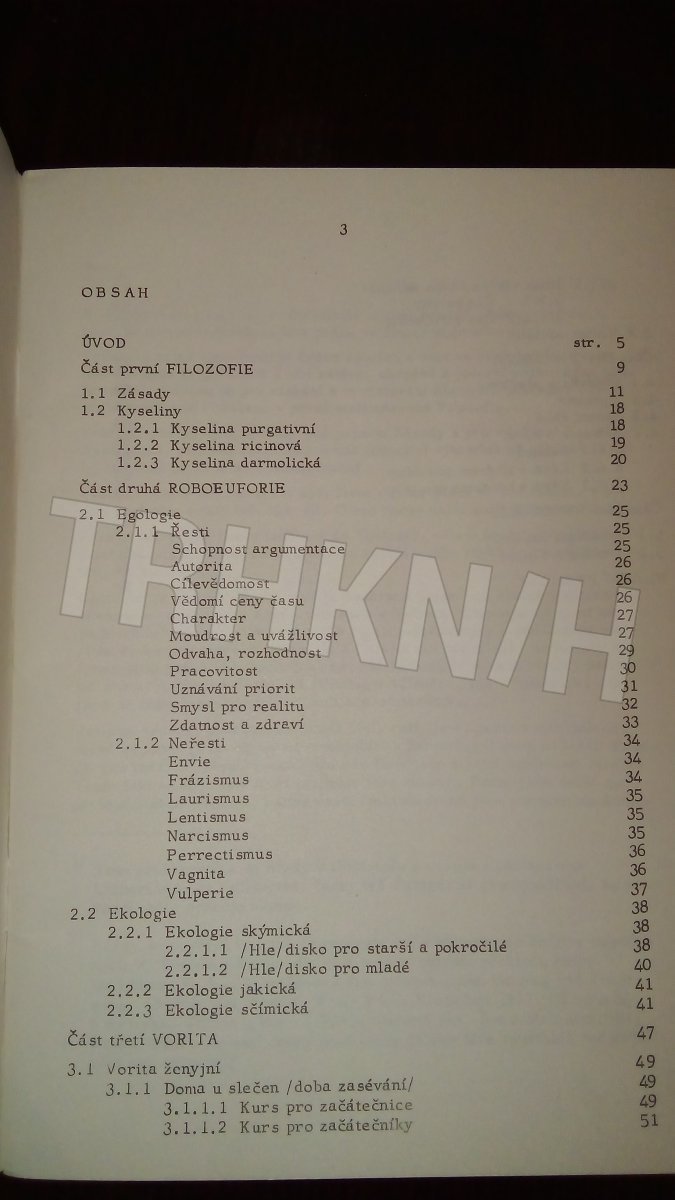 3
OBSAH
ÚVOD str. 5
Část první FILOZOFIE 9
1.1 Zásady 11
1.2 Kyseliny 18
1.2.1 Kyselina purgativní 18
1.2.2 Kyselina ricinová 19
1.2.3 Kyselina darmolická 20
Část druhá ROBOEUFORIE 23
2.1 Egologie 25
2.1.1 Řesti 25
Schopnost argumentace 25
Autorita 26
Cílevědomost 26
Vědomí ceny času 26
Charakter 27
Moudrost a uvážlivost 27
Odvaha, rozhodnost 29
Pracovitost 30
Uznávání priorit 31
Smysl pro realitu 32
Zdatnost a zdraví 33
2.1.2 Neřesti 34
Envie 34
Frázismus 34
Laurismus 35
Lentismus 35
Narcismus 35
Perrectismus 36
Vagnita 36
Vulperie 37
2.2 Ekologie 38
2.2.1 Ekologie skýmická 38
2.2.1.1 /Hle/disko pro starší a pokročilé 38
2.2.1.2 /Hle/disko pro mladé 40
2.2.2 Ekologie jakická 41
2.2.3 Ekologie sčímická 41
Část třetí VORITA 47
3.1 Vorita ženyjní 49
3.1.1 Doma u slečen /doba zasévání/ 49
3.1.1.1 Kurs pro začátečnice 49
3.1.1.2 Kurs pro začátečníky 51
TRHKN/H